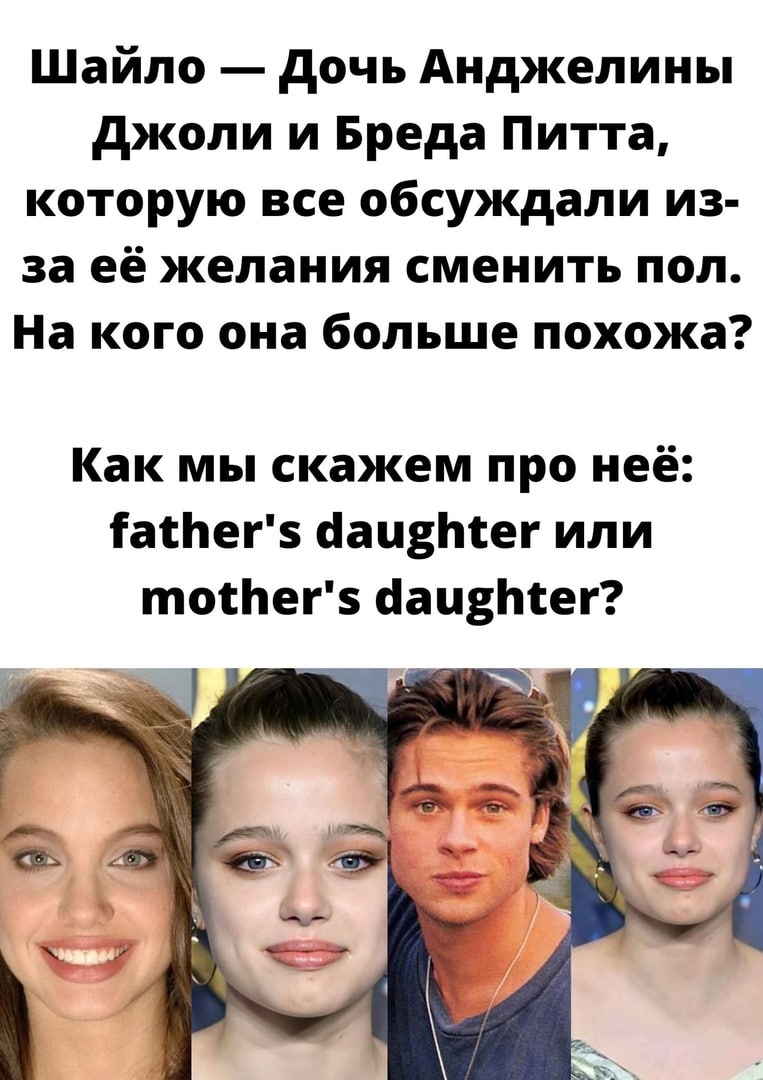 Шайло — Дочь Анджелины
Джоли и Бреда Питта,
которую все обсуждали из-
за её желания сменить пол.
На кого она больше похожа?
Как мы скажем про неё:
father's daughter или
mother's daughter?